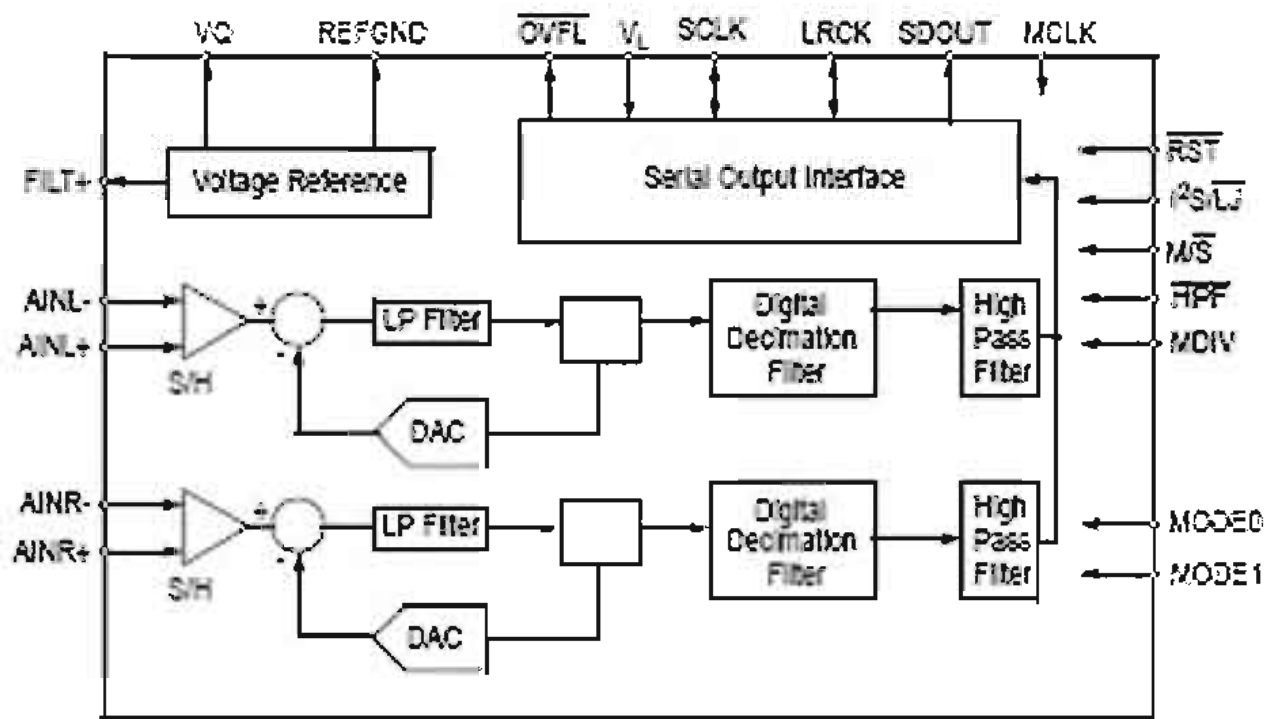 VQ REFGND OVFL VL SCLK LRCK SDOUT MCLK
FILT+
Voltage Reference
Serial Output Interface
RST
I²S/LJ
M/S
HPF
MDIV
AINL-
AINL+
S/H
+
-
LP Filter
DAC
Digital
Decimation
Filter
High
Pass
Filter
AINR-
AINR+
S/H
+
-
LP Filter
DAC
Digital
Decimation
Filter
High
Pass
Filter
MODE0
MODE1